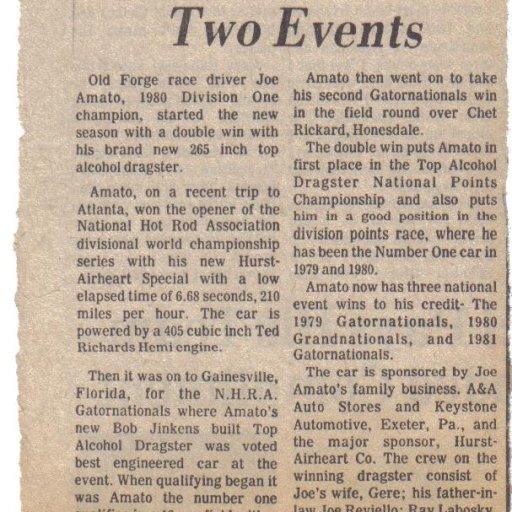 Two Events
Old Forge race driver Joe
Amato, 1980 Division One
champion, started the new
season with a double win with
his brand new 265 inch top
alcohol dragster.
Amato, on a recent trip to
Atlanta, won the opener of the
National Hot Rod Association
divisional world championship
series with his new Hurst-
Airheart Special with a low
elapsed time of 6.68 seconds, 210
miles per hour. The car is
powered by a 405 cubic inch Ted
Richards Hemi engine.
Then it was on to Gainesville,
Florida, for the N.H.R.A.
Gatornationals where Amato's
new Bob Jinkens built Top
Alcohol Dragster was voted
best engineered car at the
event. When qualifying began it
was Amato the number one
Amato then went on to take
his second Gatornationals win
in the field round over Chet
Rickard, Honesdale.
The double win puts Amato in
first place in the Top Alcohol
Dragster National Points
Championship and also puts
him in a good position in the
division points race, where he
has been the Number One car in
1979 and 1980.
Amato now has three national
event wins to his credit- The
1979 Gatornationals, 1980
Grandnationals, and 1981
Gatornationals.
The car is sponsored by Joe
Amato's family business. A&A
Auto Stores and Keystone
Automotive, Exeter, Pa., and
the major sponsor, Hurst-
Airheart Co. The crew on the
winning dragster consist of
Joe's wife, Gere; his father-in-
law Joe Reviello; Ray Labosky,